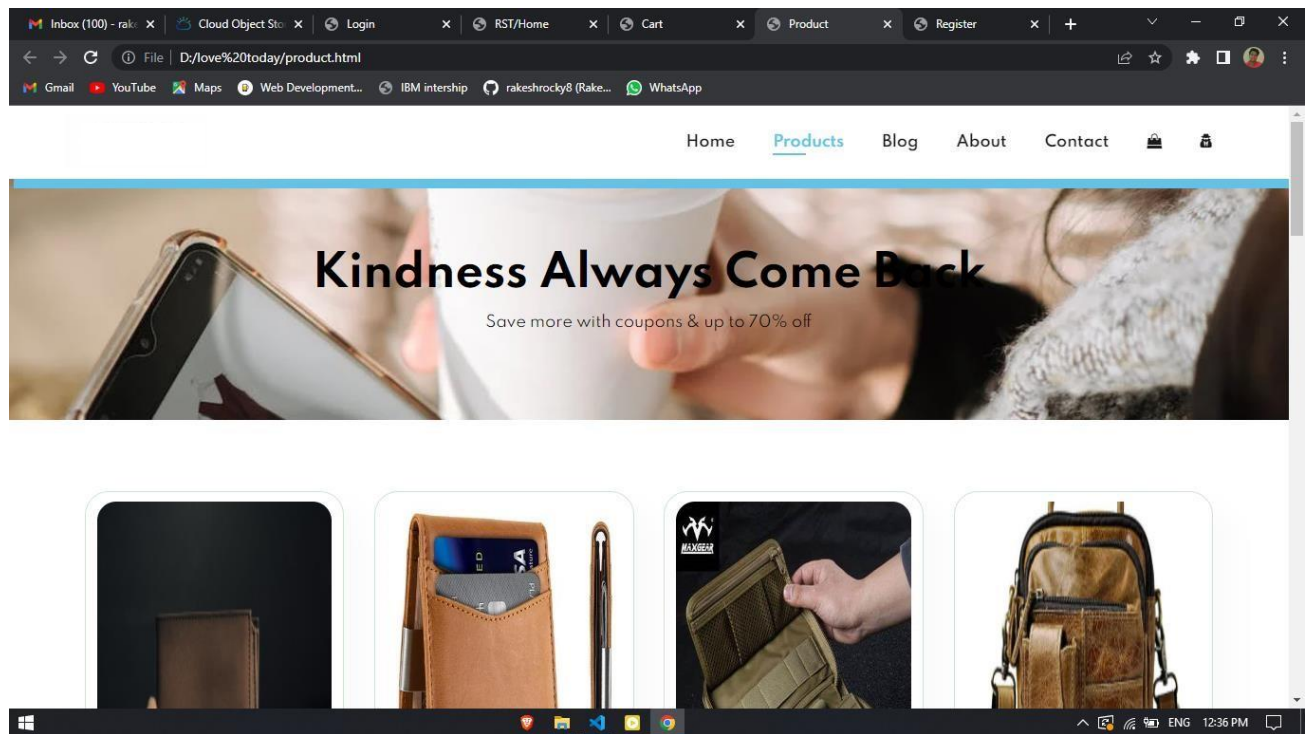 Inbox (100) - rake
Cloud Object Sto
Login
RST/Home
Cart
Product
Register
File | D:/love%20today/product.html
Gmail
YouTube
Maps
Web Development...
IBM intership
rakeshrocky8 (Rake...
WhatsApp
Home
Products
Blog
About
Contact
Kindness Always Come Back
Save more with coupons & up to 70% off
MAXGEAR
ENG
12:36 PM